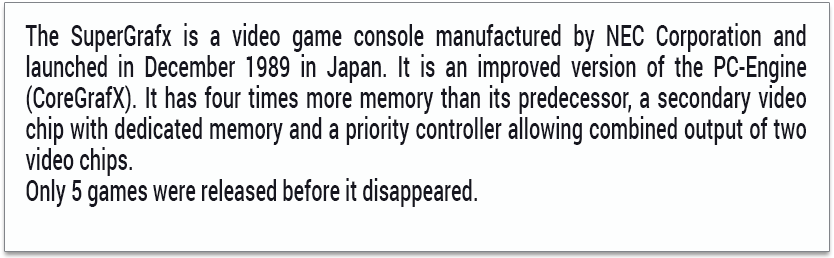 The SuperGrafx is a video game console manufactured by NEC Corporation and
launched in December 1989 in Japan. It is an improved version of the PC-Engine
(CoreGrafX). It has four times more memory than its predecessor, a secondary video
chip with dedicated memory and a priority controller allowing combined output of two
video chips.
Only 5 games were released before it disappeared.